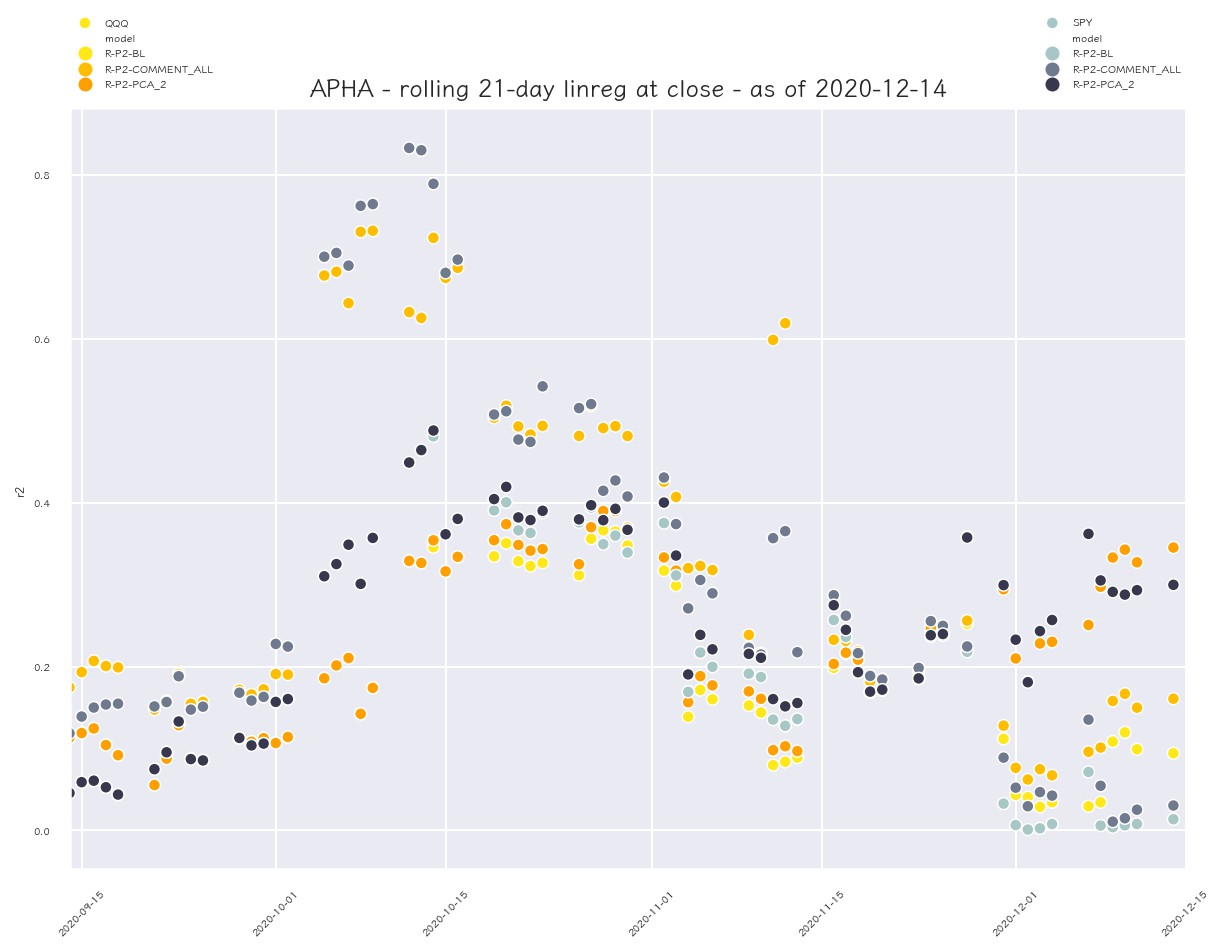 QQQ
model
R-P2-BL
R-P2-COMMENT_ALL
R-P2-PCA_2
SPY
model
R-P2-BL
R-P2-COMMENT_ALL
R-P2-PCA_2
APHA - rolling 21-day linreg at close - as of 2020-12-14
0.8
0.6
r2
0.4
0.2
0.0
2020-09-15
2020-10-01
2020-10-15
2020-11-01
2020-11-15
2020-12-01
2020-12-15